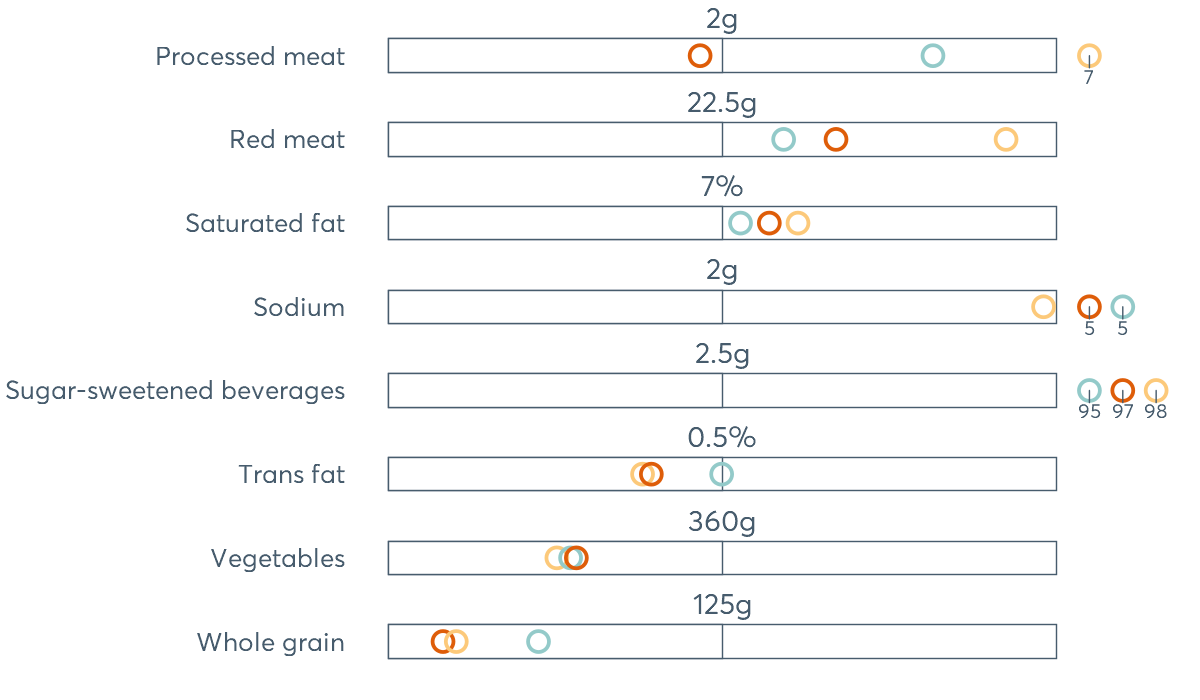 2g
Processed meat
7
22.5g
Red meat
7%
Saturated fat
2g
Sodium
5 5
2.5g
Sugar-sweetened beverages
95 97 98
0.5%
Trans fat
360g
Vegetables
125g
Whole grain